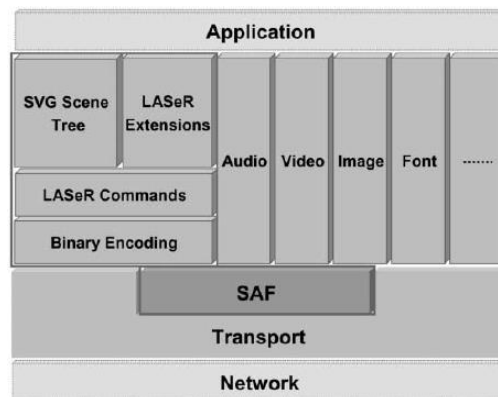 Application
SVG Scene
Tree
LASeR
Extensions
Audio
Video
Image
Font
........
LASeR Commands
Binary Encoding
SAF
Transport
Network